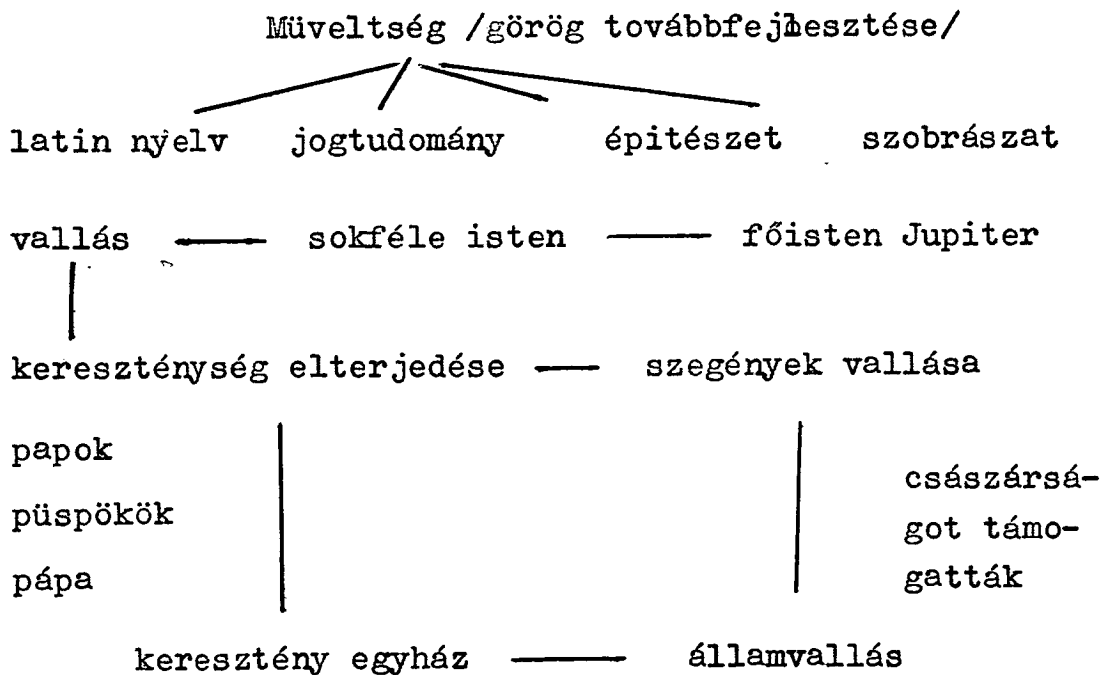 Müveltség /görög továbbfejlesztése/
latin nyelv jogtudomány épitészet szobrászat
vallás sokféle isten főisten Jupiter
kereszténység elterjedése szegények vallása
papok
püspökök
pápa
császársá-
got támo-
gatták
keresztény egyház államvallás